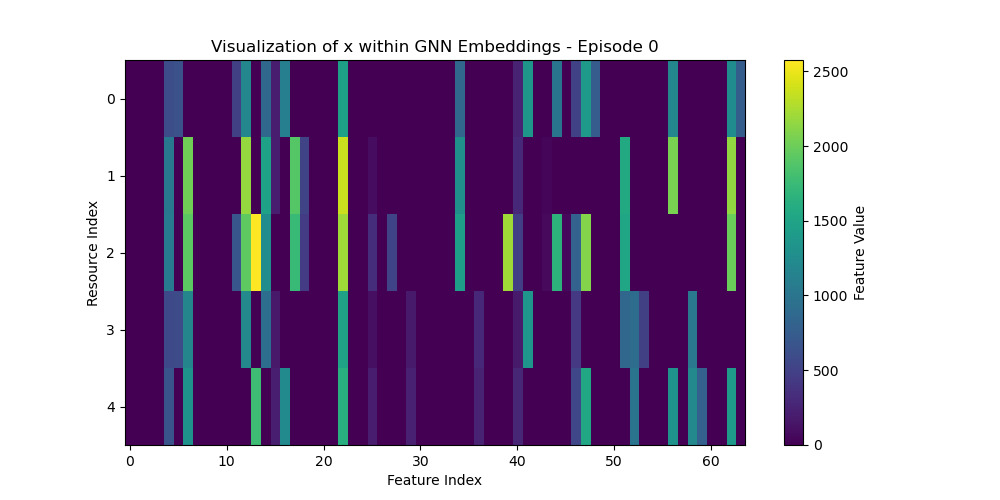 Visualization of x within GNN Embeddings - Episode 0
Resource Index
0
1
2
3
4
0 10 20 30 40 50 60
Feature Index
2500
2000
1500
1000
500
0
Feature Value